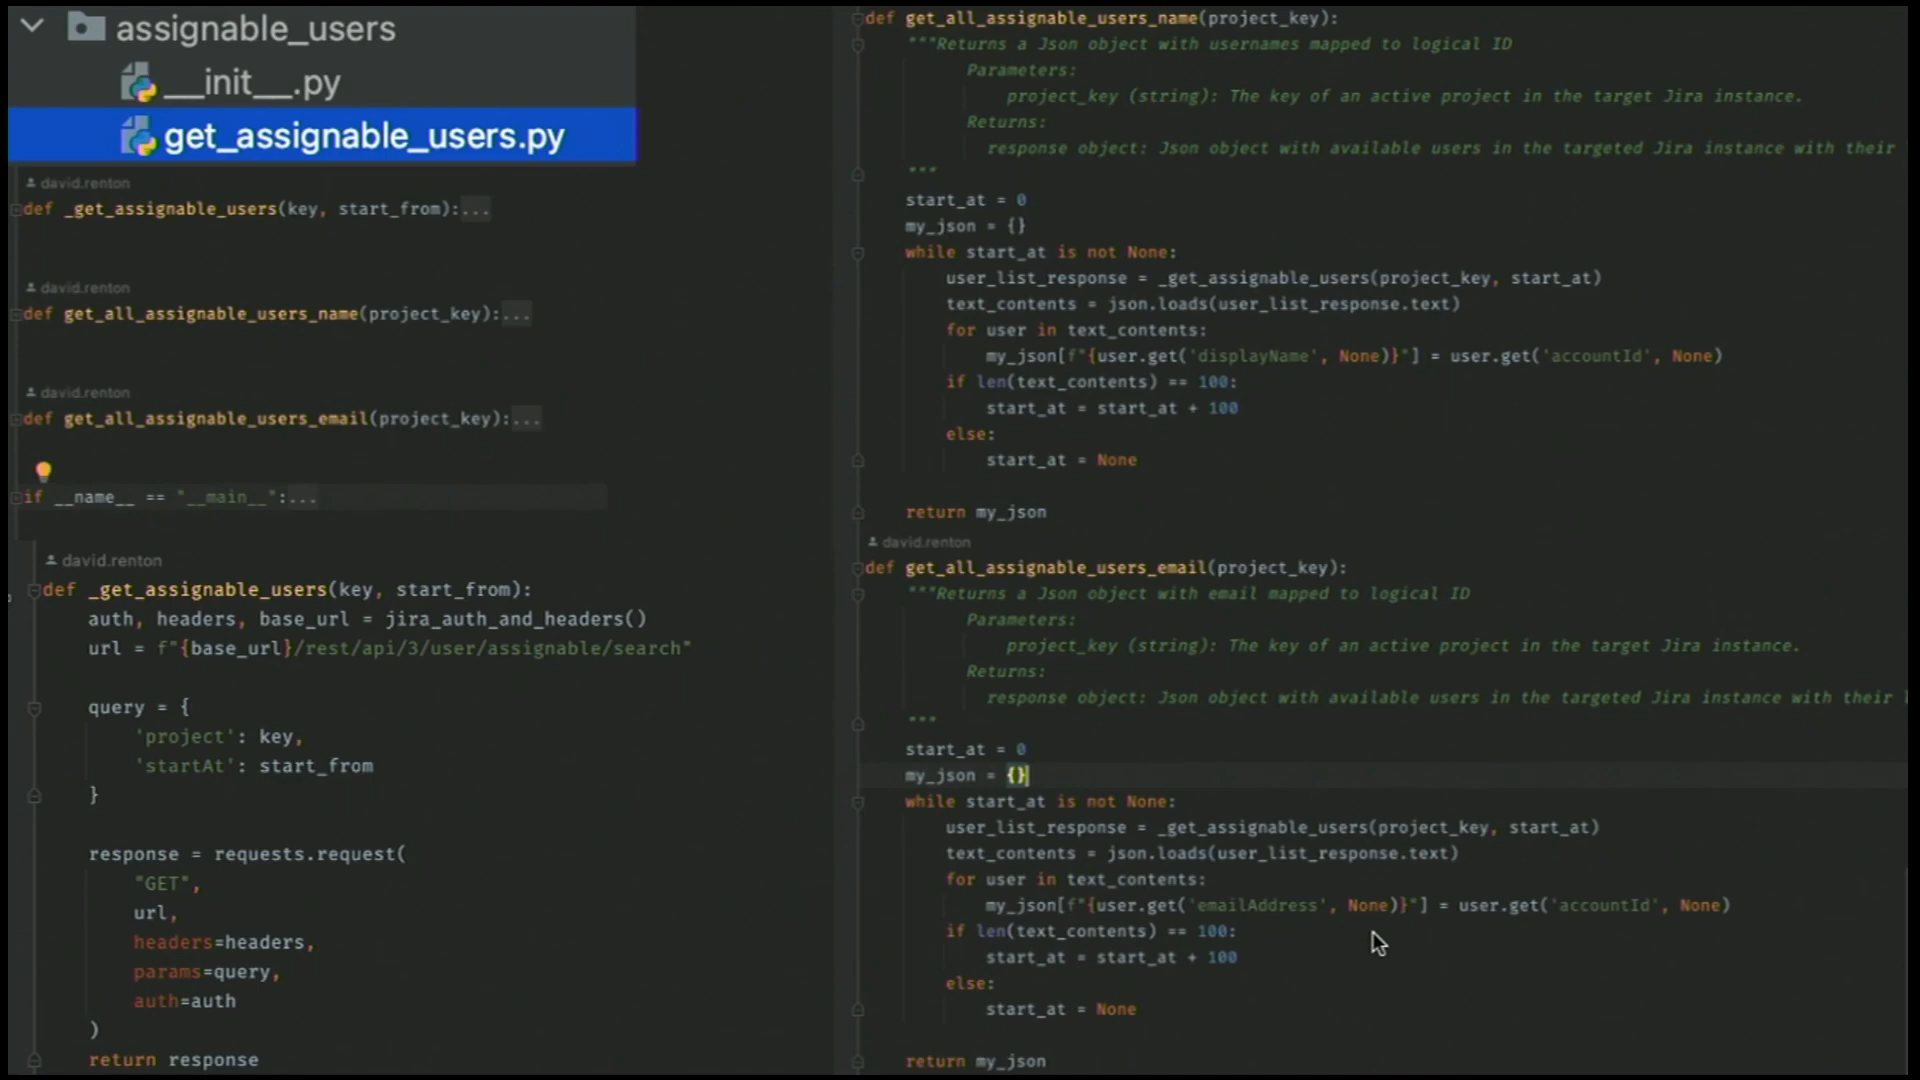 assignable_users
__init__.py
get_assignable_users.py
david.renton
def _get_assignable_users(key, start_from):...
david.renton
def get_all_assignable_users_name(project_key):...
david.renton
def get_all_assignable_users_email(project_key):...
if __name__ == "__main__":...
david.renton
def _get_assignable_users(key, start_from):
auth, headers, base_url = jira_auth_and_headers()
url = f"{base_url}/rest/api/3/user/assignable/search"
query = {
'project': key,
'startAt': start_from
}
response = requests.request(
"GET",
url,
headers=headers,
params=query,
auth=auth
)
return response
def get_all_assignable_users_name(project_key):
"""Returns a Json object with usernames mapped to logical ID
Parameters:
project_key (string): The key of an active project in the target Jira instance.
Returns:
response object: Json object with available users in the targeted Jira instance with their
"""
start_at = 0
my_json = {}
while start_at is not None:
user_list_response = _get_assignable_users(project_key, start_at)
text_contents = json.loads(user_list_response.text)
for user in text_contents:
my_json[f"{user.get('displayName', None)}"] = user.get('accountId', None)
if len(text_contents) == 100:
start_at = start_at + 100
else:
start_at = None
return my_json
david.renton
def get_all_assignable_users_email(project_key):
"""Returns a Json object with email mapped to logical ID
Parameters:
project_key (string): The key of an active project in the target Jira instance.
Returns:
response object: Json object with available users in the targeted Jira instance with their
"""
start_at = 0
my_json = {}
while start_at is not None:
user_list_response = _get_assignable_users(project_key, start_at)
text_contents = json.loads(user_list_response.text)
for user in text_contents:
my_json[f"{user.get('emailAddress', None)}"] = user.get('accountId', None)
if len(text_contents) == 100:
start_at = start_at + 100
else:
start_at = None
return my_json